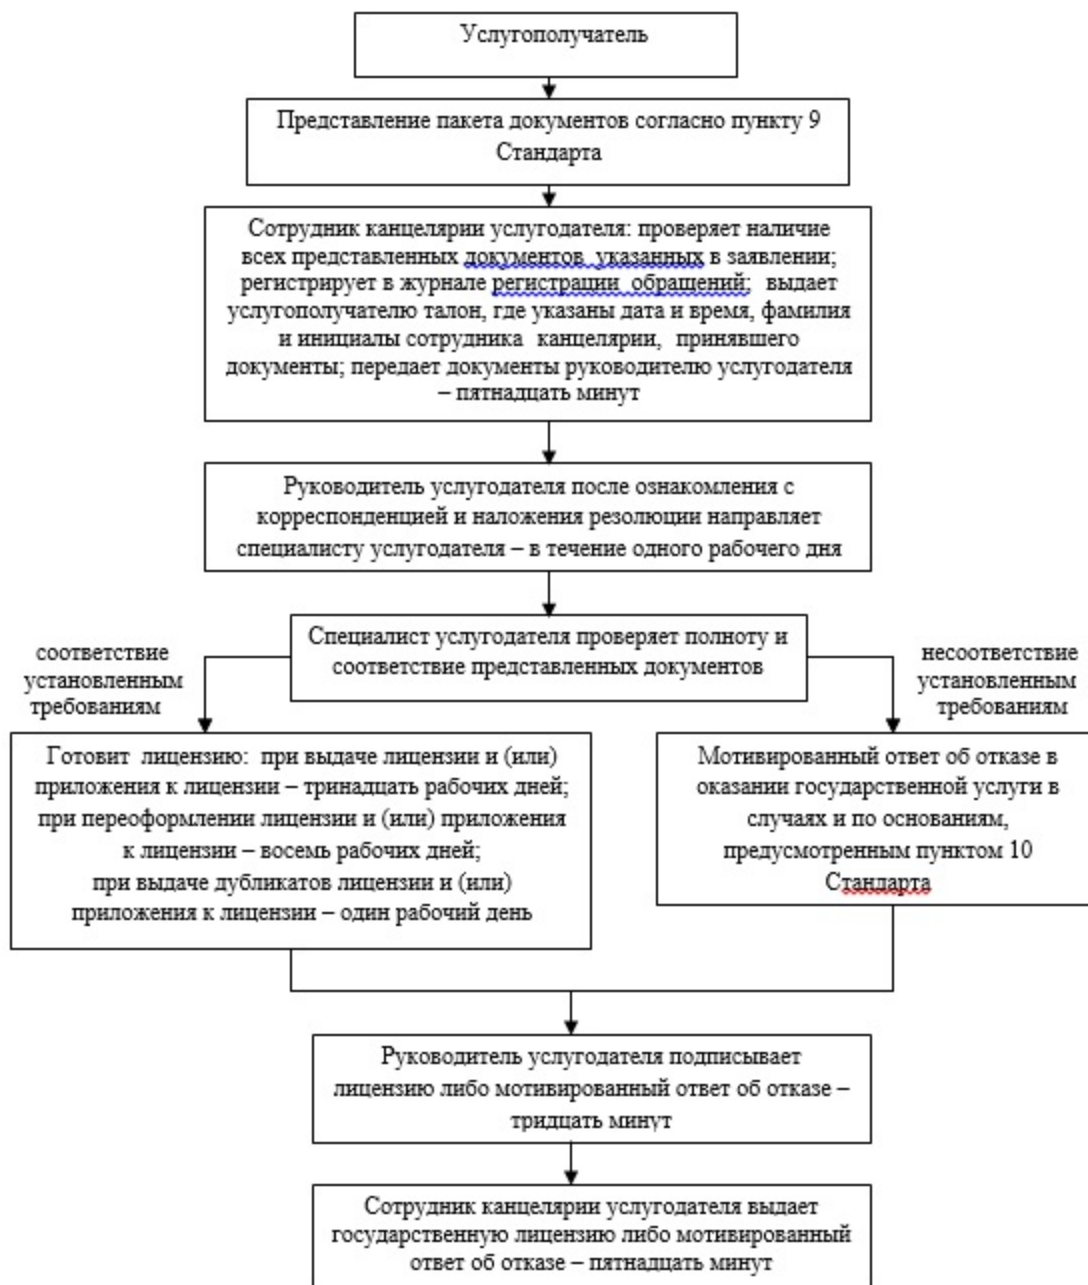 Услугополучатель
Представление пакета документов согласно пункту 9
Стандарта
Сотрудник канцелярии услугодателя: проверяет наличие
всех представленных документов указанных в заявлении;
регистрирует в журнале регистрации обращений; выдает
услугополучателю талон, где указаны дата и время, фамилия
и инициалы сотрудника канцелярии, принявшего
документы; передает документы руководителю услугодателя
– пятнадцать минут
Руководитель услугодателя после ознакомления с
корреспонденцией и наложения резолюции направляет
специалисту услугодателя – в течение одного рабочего дня
Специалист услугодателя проверяет полноту и
соответствие представленных документов
соответствие
установленным
требованиям
несоответствие
установленным
требованиям
Готовит лицензию: при выдаче лицензии и (или)
приложения к лицензии – тринадцать рабочих дней;
при переоформлении лицензии и (или) приложения
к лицензии – восемь рабочих дней;
при выдаче дубликатов лицензии и (или)
приложения к лицензии – один рабочий день
Мотивированный ответ об отказе в
оказании государственной услуги в
случаях и по основаниям,
предусмотренным пунктом 10
Стандарта
Руководитель услугодателя подписывает
лицензию либо мотивированный ответ об отказе –
тридцать минут
Сотрудник канцелярии услугодателя выдает
государственную лицензию либо мотивированный
ответ об отказе – пятнадцать минут